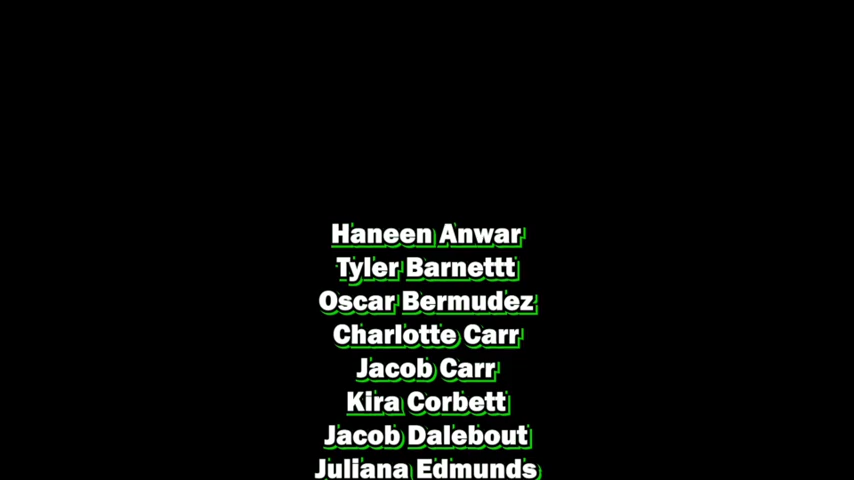 Haneen Anwar
Tyler Barnettt
Oscar Bermudez
Charlotte Carr
Jacob Carr
Kira Corbett
Jacob Dalebout
Juliana Edmunds